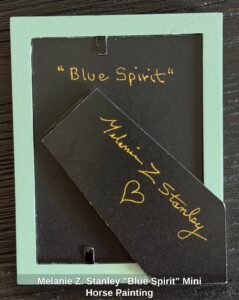 "Blue Spirit"
Melanie Z Stanley
Melanie Z. Stanley "Blue Spirit" Mini
Horse Painting